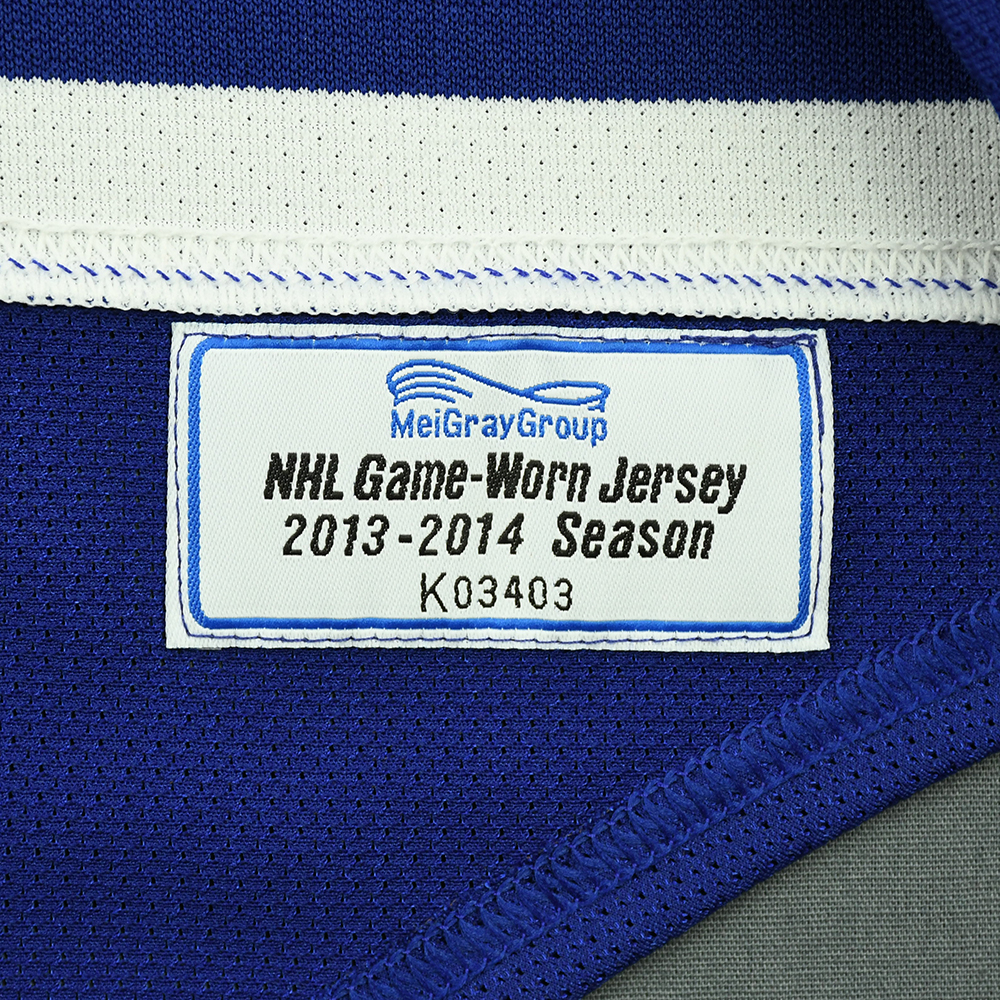 MeiGrayGroup
NHL Game-Worn Jersey
2013-2014 Season
K03403